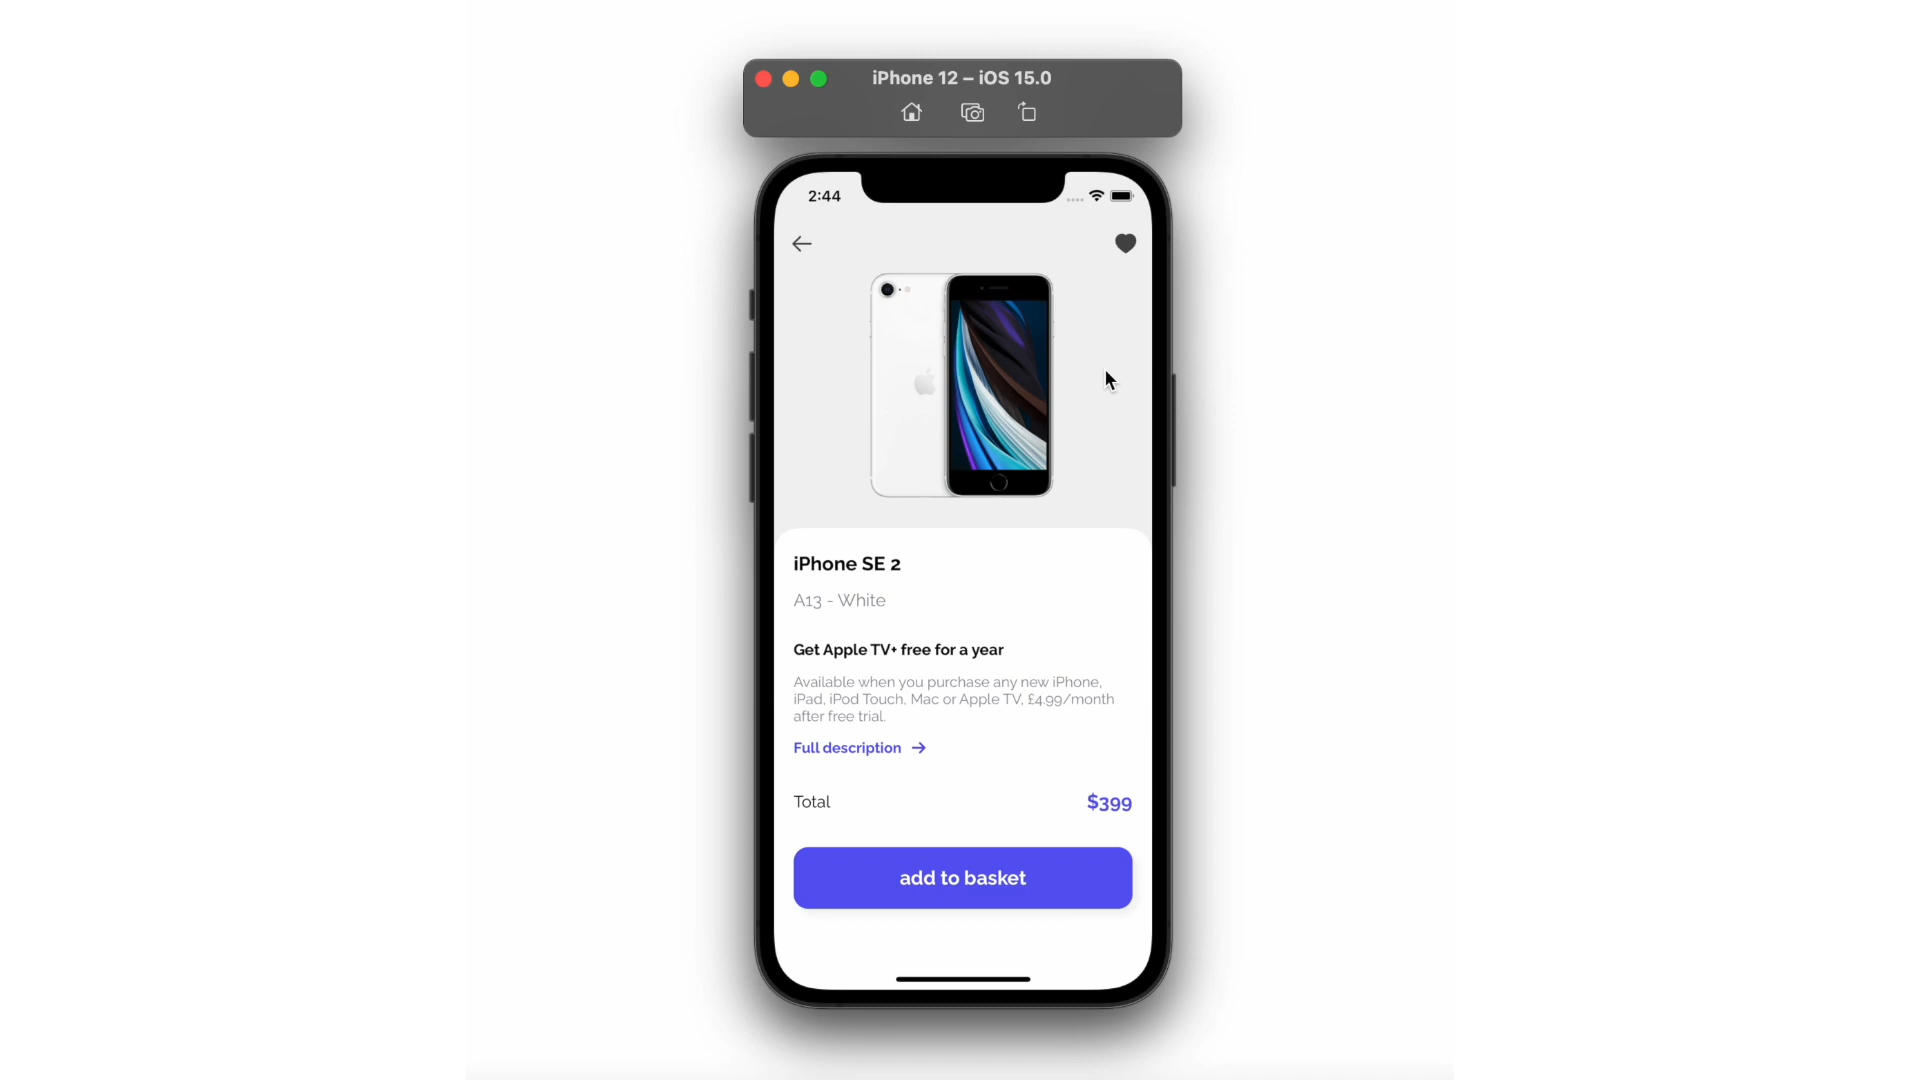 iPhone 12 – iOS 15.0
2:44
iPhone SE 2
A13 - White
Get Apple TV+ free for a year
Available when you purchase any new iPhone,
iPad, iPod Touch, Mac or Apple TV, £4.99/month
after free trial.
Full description
Total $399
add to basket